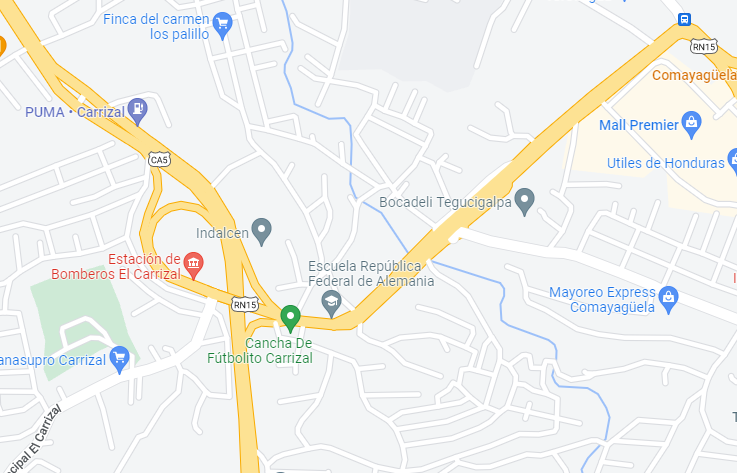 Finca del carmen
los palillo
RN15
Comayagüela
PUMA • Carrizal
Mall Premier
CA5
Utiles de Honduras
Bocadeli Tegucigalpa
Indalcen
Estación de
Bomberos El Carrizal
Escuela República
Federal de Alemania
Mayoreo Express
Comayagüela
RN15
Cancha De
Fútbolito Carrizal
anasupro Carrizal
cipal El Carrizal